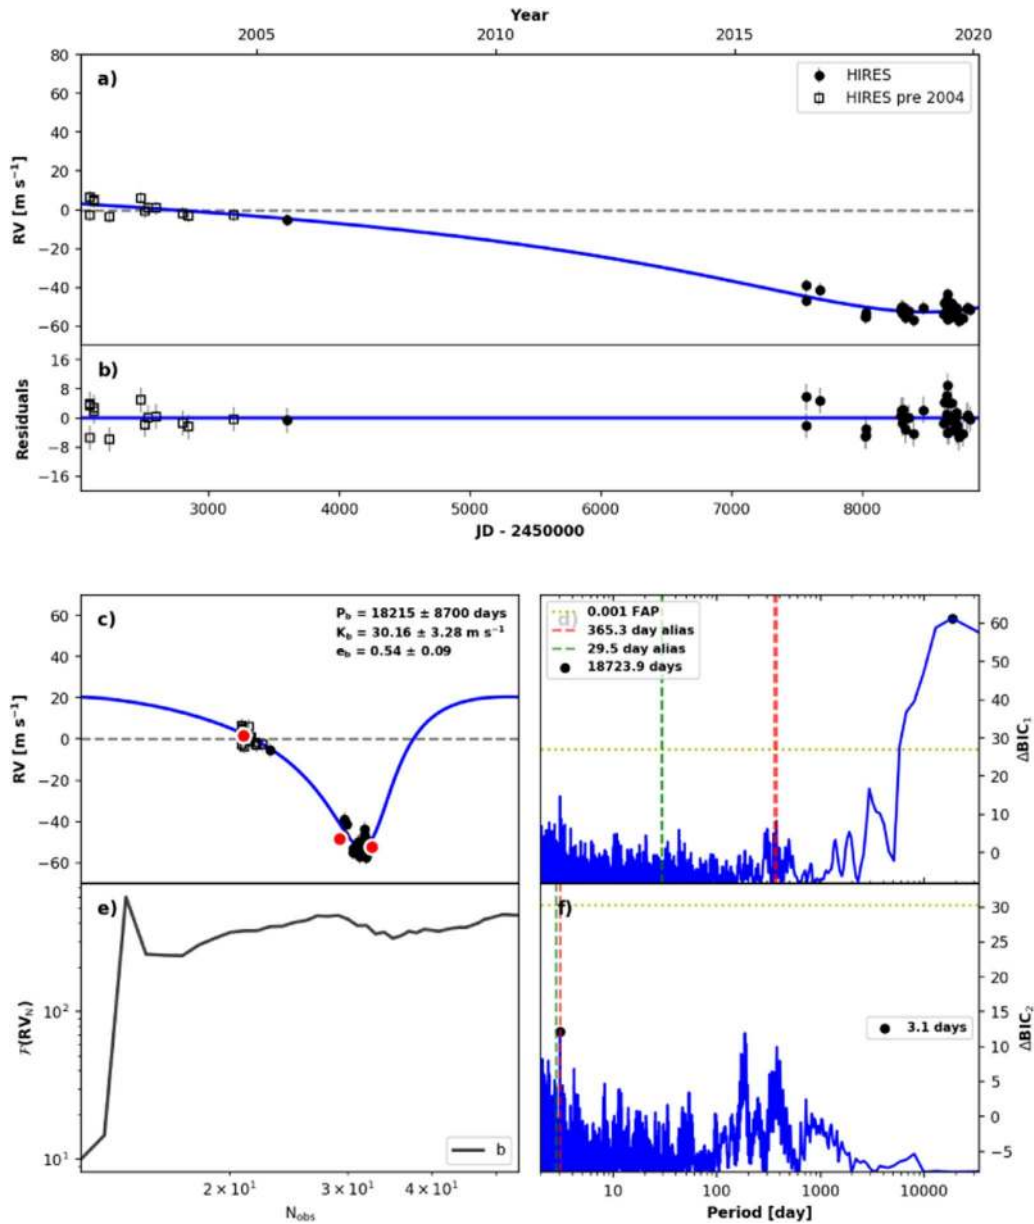 Year
2005 2010 2015 2020
a)
HIRES
HIRES pre 2004
80
60
40
20
0
−20
−40
−60
RV [m s⁻¹]
b)
16
8
0
−8
−16
Residuals
3000 4000 5000 6000 7000 8000
JD - 2450000
c)
P_b = 18215 ± 8700 days
K_b = 30.16 ± 3.28 m s⁻¹
e_b = 0.54 ± 0.09
60
40
20
0
−20
−40
−60
RV [m s⁻¹]
d)
0.001 FAP
365.3 day alias
29.5 day alias
18723.9 days
60
50
40
30
20
10
0
ΔBIC₁
e)
10²
10¹
ℱ(RV_N)
b
2 × 10¹ 3 × 10¹ 4 × 10¹
N_obs
f)
3.1 days
30
25
20
15
10
5
0
−5
ΔBIC₂
10 100 1000 10000
Period [day]